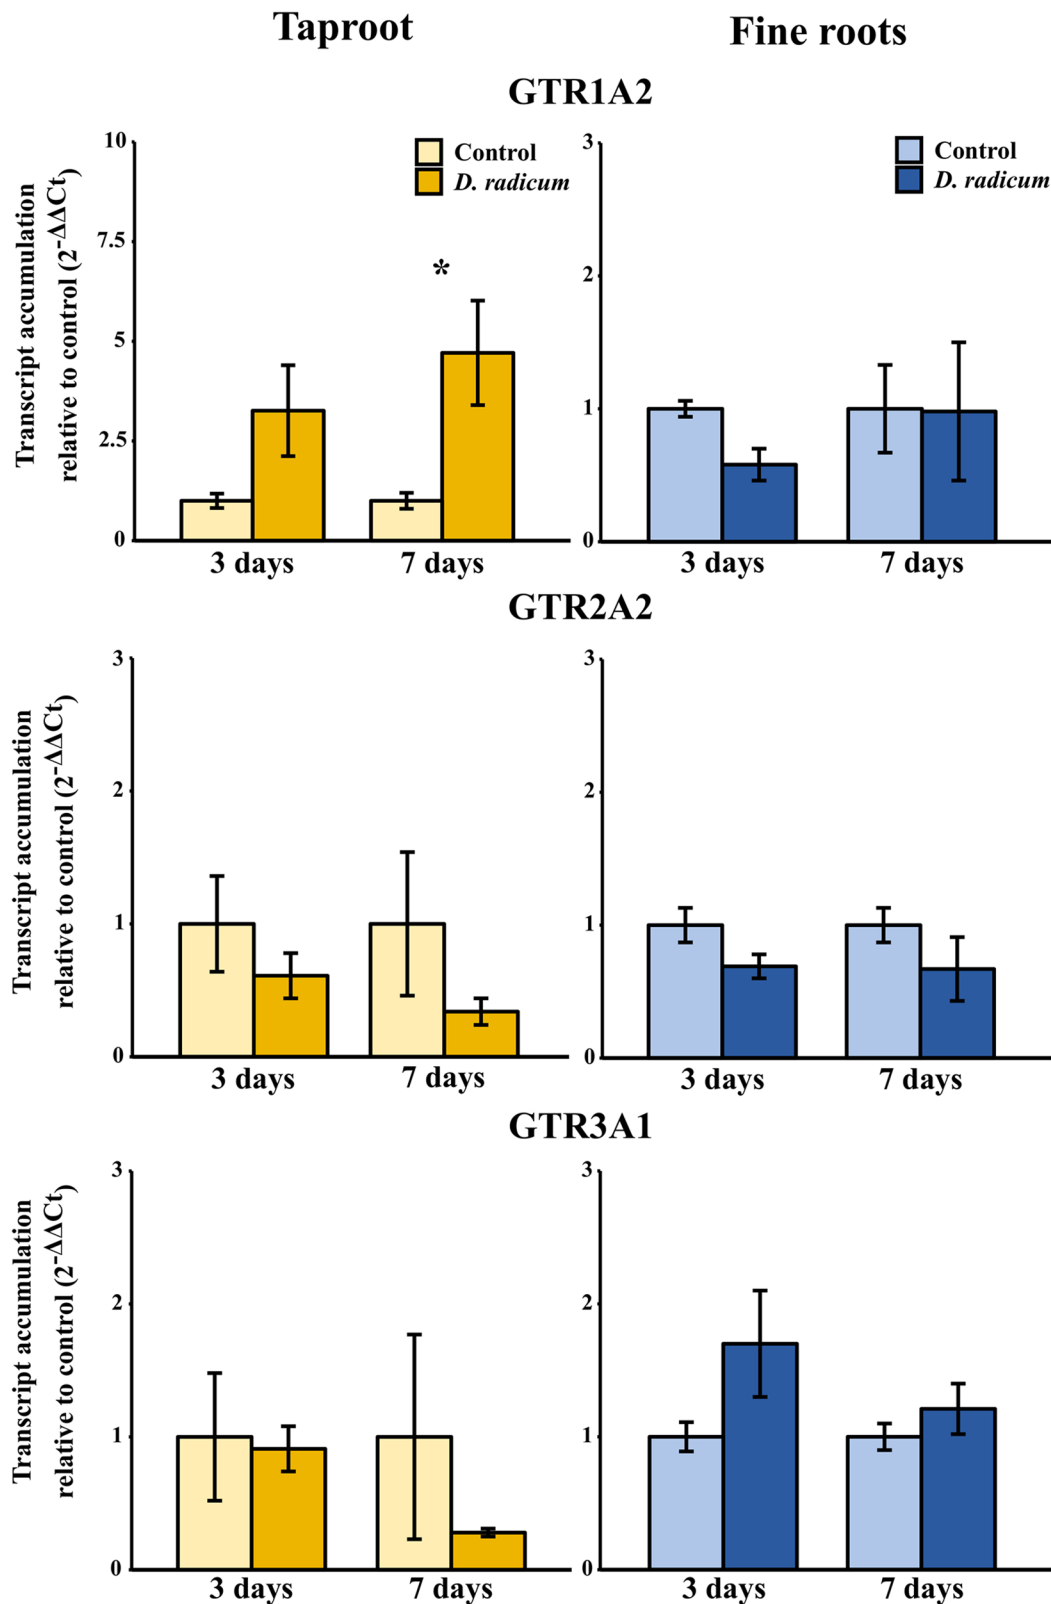 Taproot
Fine roots
GTR1A2
Transcript accumulation
relative to control (2^-ΔΔCt)
10
7.5
5
2.5
0
Control
D. radicum
*
3 days
7 days
3
2
1
0
Control
D. radicum
3 days
7 days
GTR2A2
Transcript accumulation
relative to control (2^-ΔΔCt)
3
2
1
0
3 days
7 days
3
2
1
0
3 days
7 days
GTR3A1
Transcript accumulation
relative to control (2^-ΔΔCt)
3
2
1
0
3 days
7 days
3
2
1
0
3 days
7 days